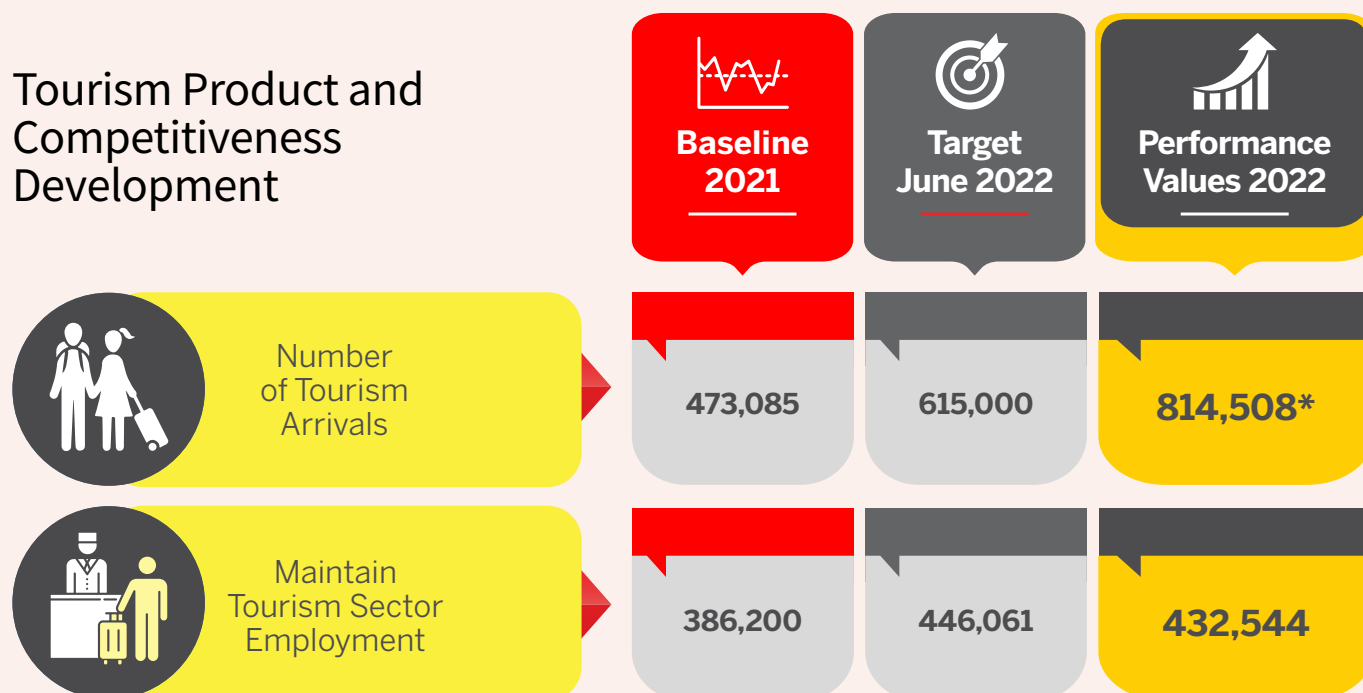 Tourism Product and
Competitiveness
Development
Baseline
2021
Target
June 2022
Performance
Values 2022
Number
of Tourism
Arrivals
473,085
615,000
814,508*
Maintain
Tourism Sector
Employment
386,200
446,061
432,544